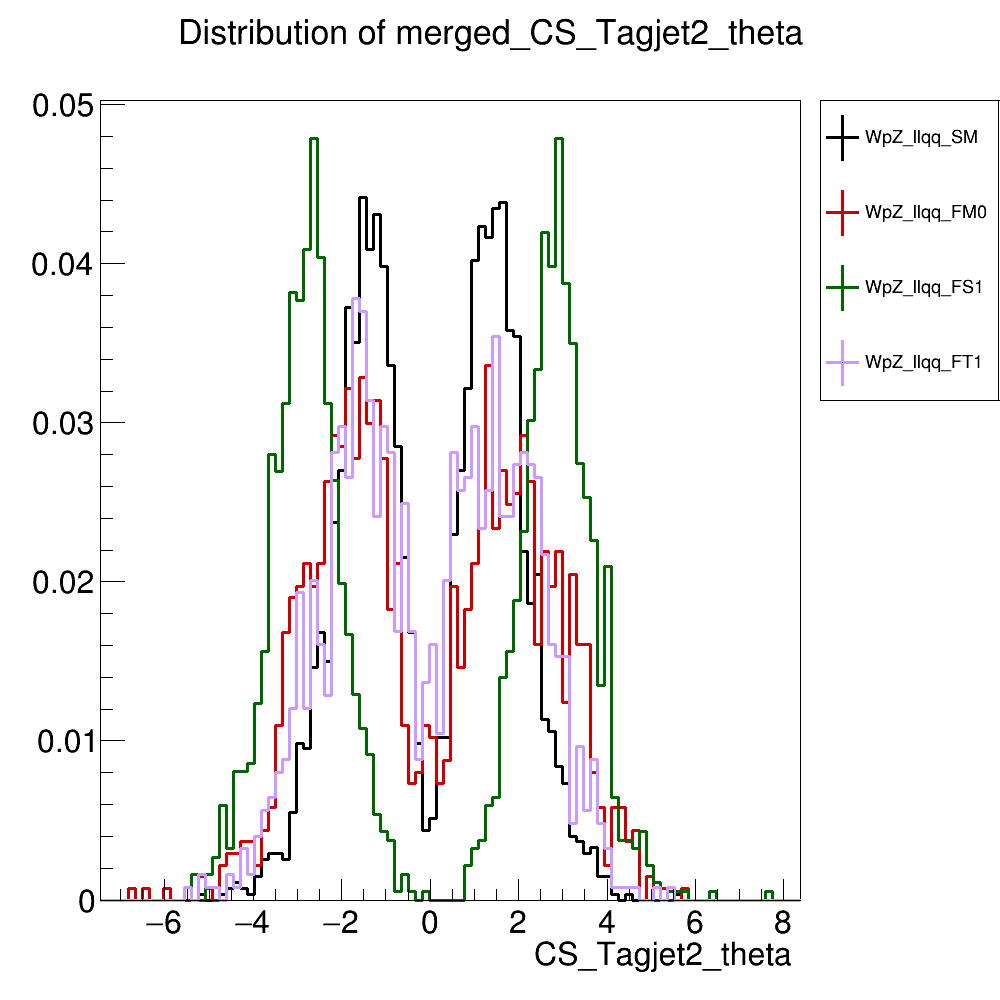 Distribution of merged_CS_Tagjet2_theta
0.05
0.04
0.03
0.02
0.01
0
−6 −4 −2 0 2 4 6 8
CS_Tagjet2_theta
WpZ_llqq_SM
WpZ_llqq_FM0
WpZ_llqq_FS1
WpZ_llqq_FT1